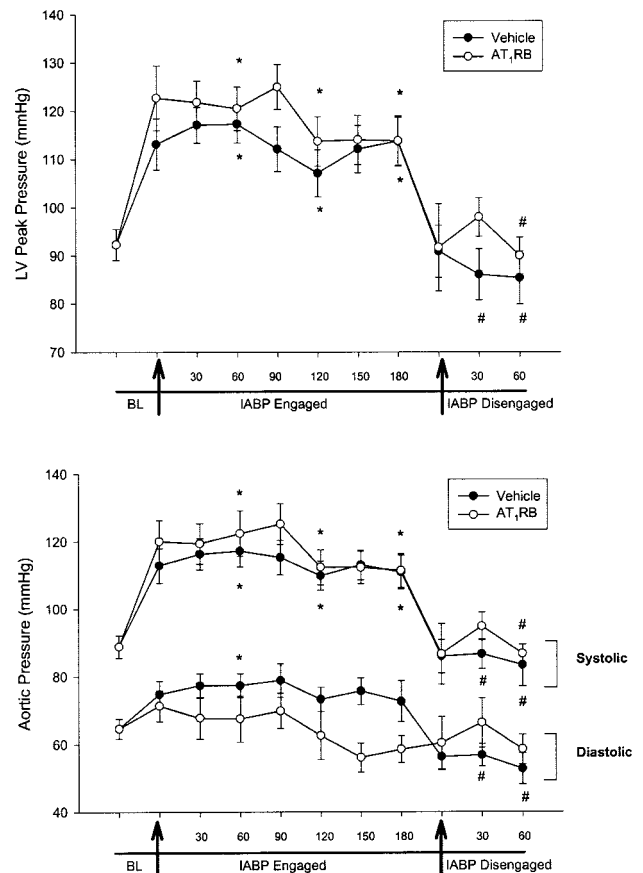 140
130
120
110
100
90
80
70
LV Peak Pressure (mmHg)
Vehicle
AT₁RB
*
*
*
*
*
*
#
#
#
30 60 90 120 150 180 30 60
BL IABP Engaged IABP Disengaged
140
120
100
80
60
40
Aortic Pressure (mmHg)
Vehicle
AT₁RB
*
*
*
*
*
*
*
#
#
#
Systolic
Diastolic
#
#
30 60 90 120 150 180 30 60
BL IABP Engaged IABP Disengaged